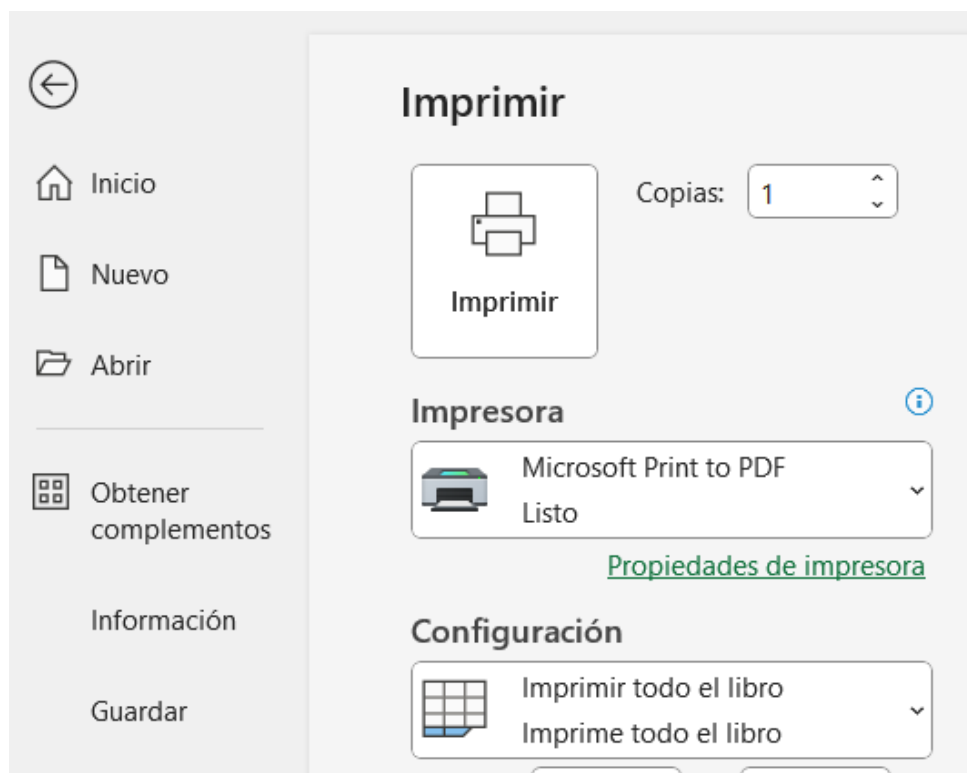 Inicio
Nuevo
Abrir
Obtener
complementos
Información
Guardar
Imprimir
Copias: 1
Imprimir
Impresora
Microsoft Print to PDF
Listo
Propiedades de impresora
Configuración
Imprimir todo el libro
Imprime todo el libro